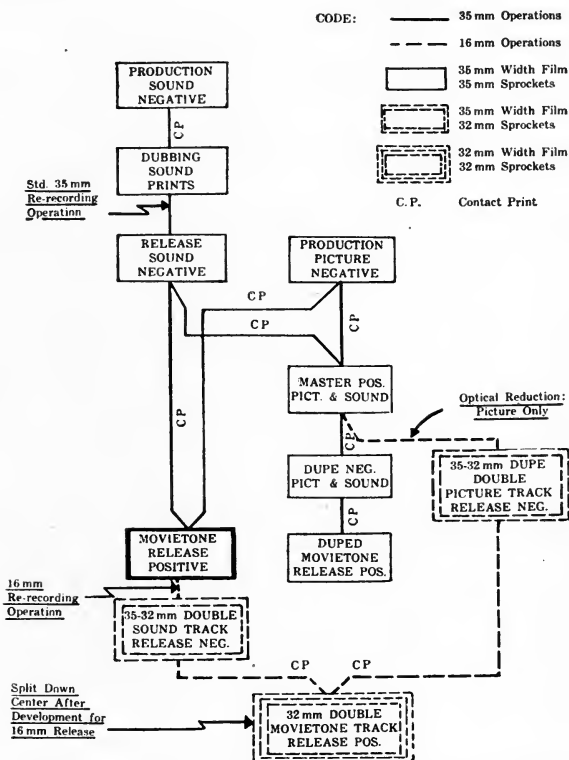 CODE:
35 mm Operations
16 mm Operations
35 mm Width Film
35 mm Sprockets
35 mm Width Film
32 mm Sprockets
32 mm Width Film
32 mm Sprockets
C. P. Contact Print
PRODUCTION
SOUND
NEGATIVE
CP
DUBBING
SOUND
PRINTS
Std. 35 mm
Re-recording
Operation
RELEASE
SOUND
NEGATIVE
PRODUCTION
PICTURE
NEGATIVE
CP
CP
CP
CP
MASTER POS.
PICT. & SOUND
Optical Reduction:
Picture Only
CP
DUPE NEG.
PICT & SOUND
35-32 mm DUPE
DOUBLE
PICTURE TRACK
RELEASE NEG.
CP
MOVIETONE
RELEASE
POSITIVE
DUPED
MOVIETONE
RELEASE POS.
16 mm
Re-recording
Operation
35-32 mm DOUBLE
SOUND TRACK
RELEASE NEG.
CP CP
Split Down
Center After
Development for
16 mm Release
32 mm DOUBLE
MOVIETONE TRACK
RELEASE POS.